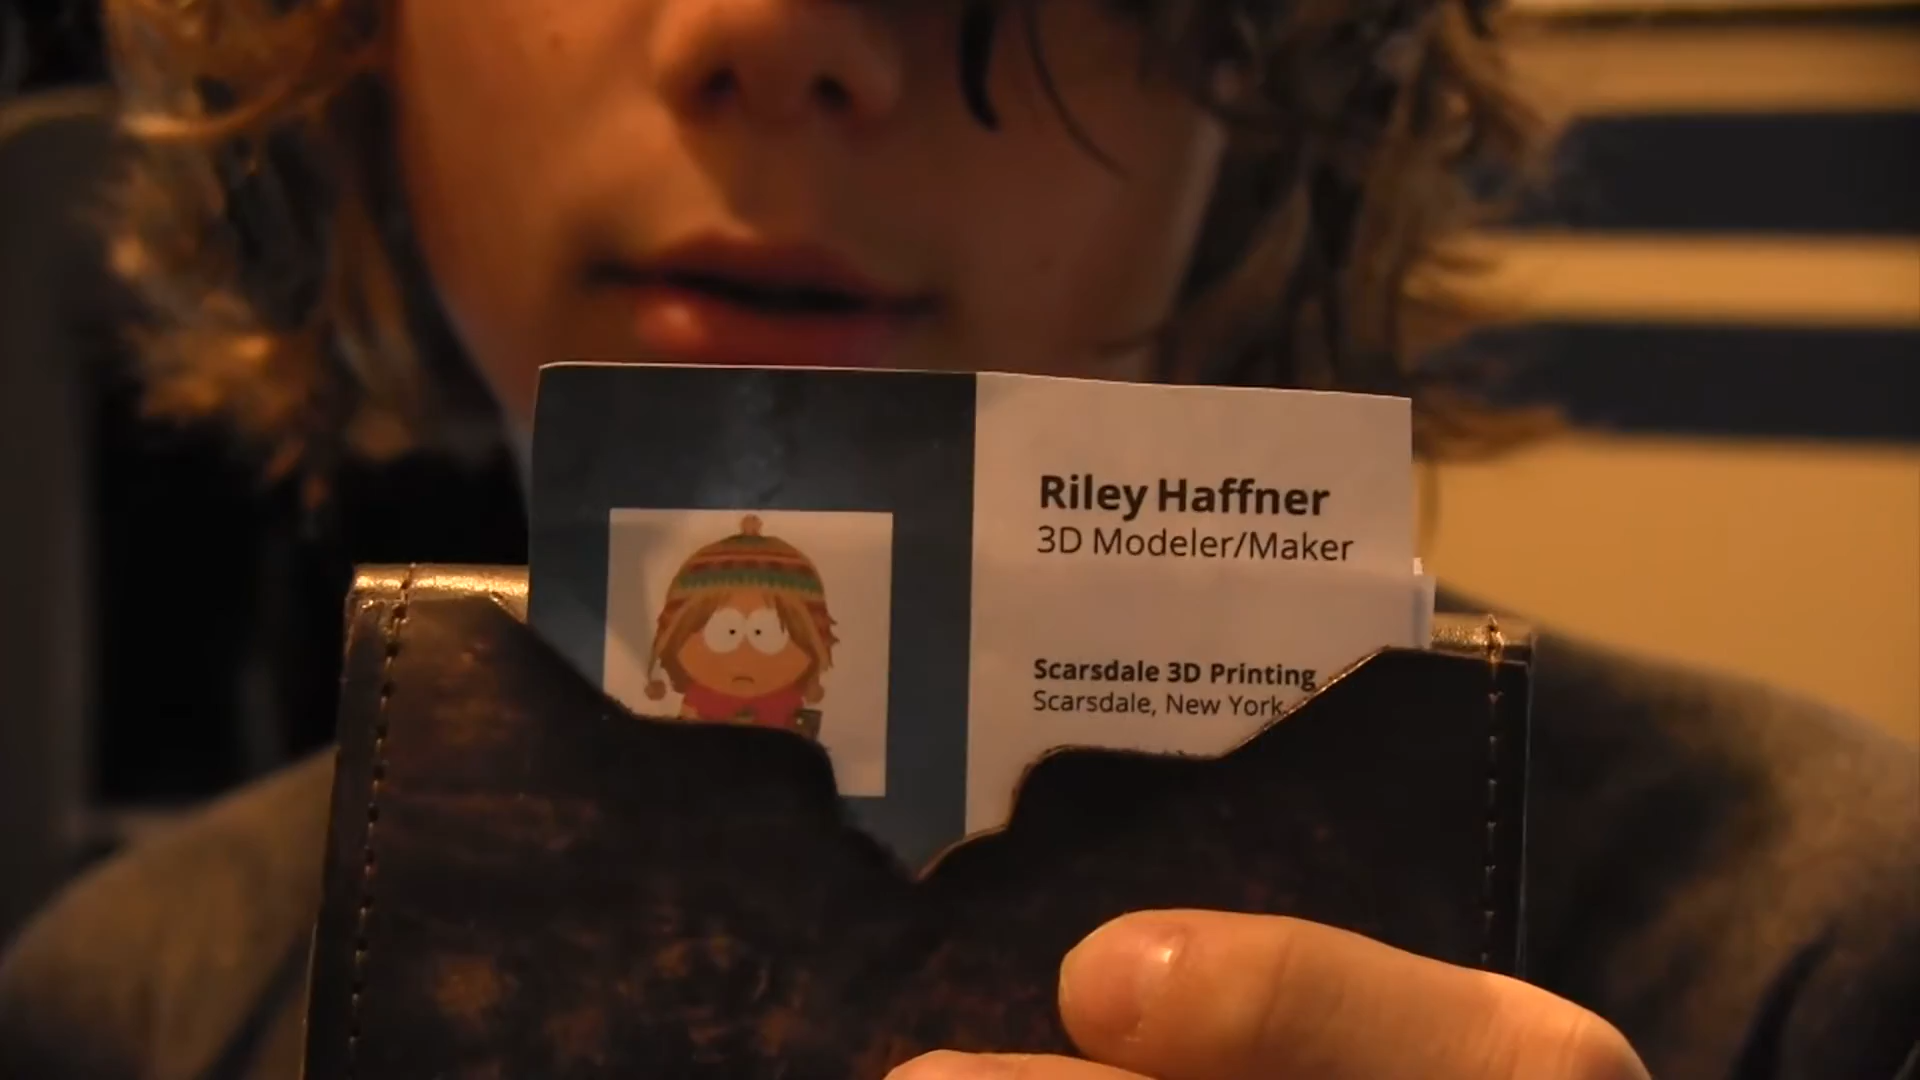 Riley Haffner
3D Modeler/Maker
Scarsdale 3D Printing
Scarsdale, New York